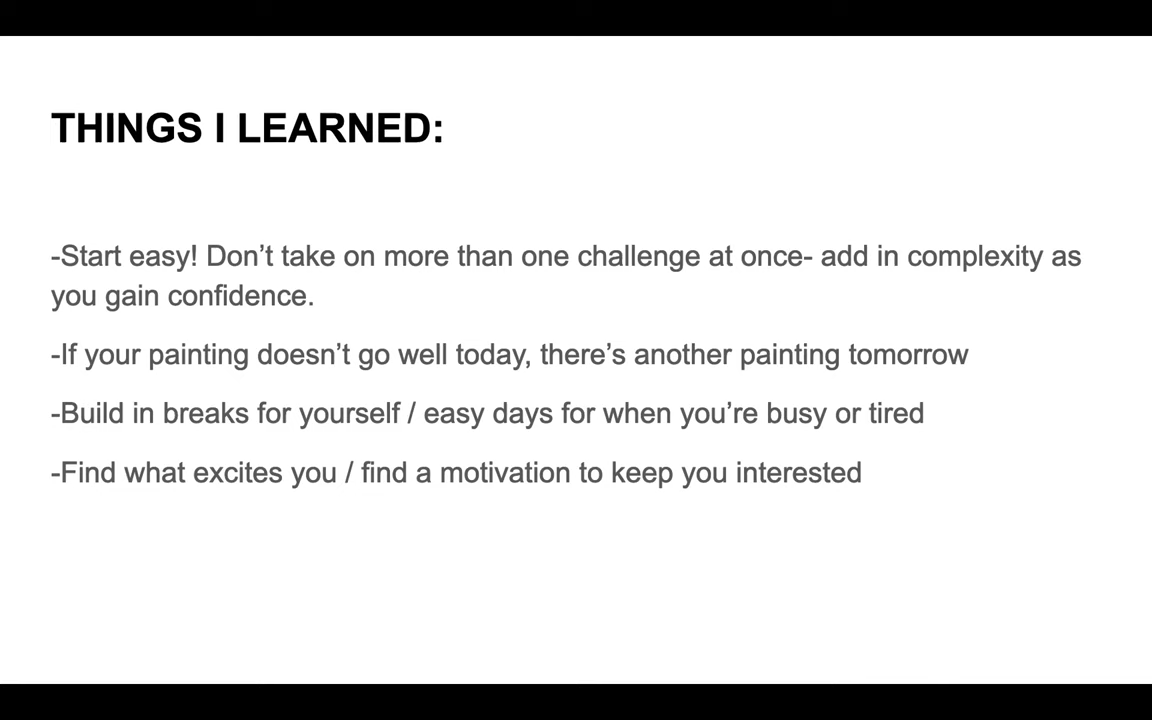 THINGS I LEARNED:
-Start easy! Don’t take on more than one challenge at once- add in complexity as
you gain confidence.
-If your painting doesn’t go well today, there’s another painting tomorrow
-Build in breaks for yourself / easy days for when you’re busy or tired
-Find what excites you / find a motivation to keep you interested